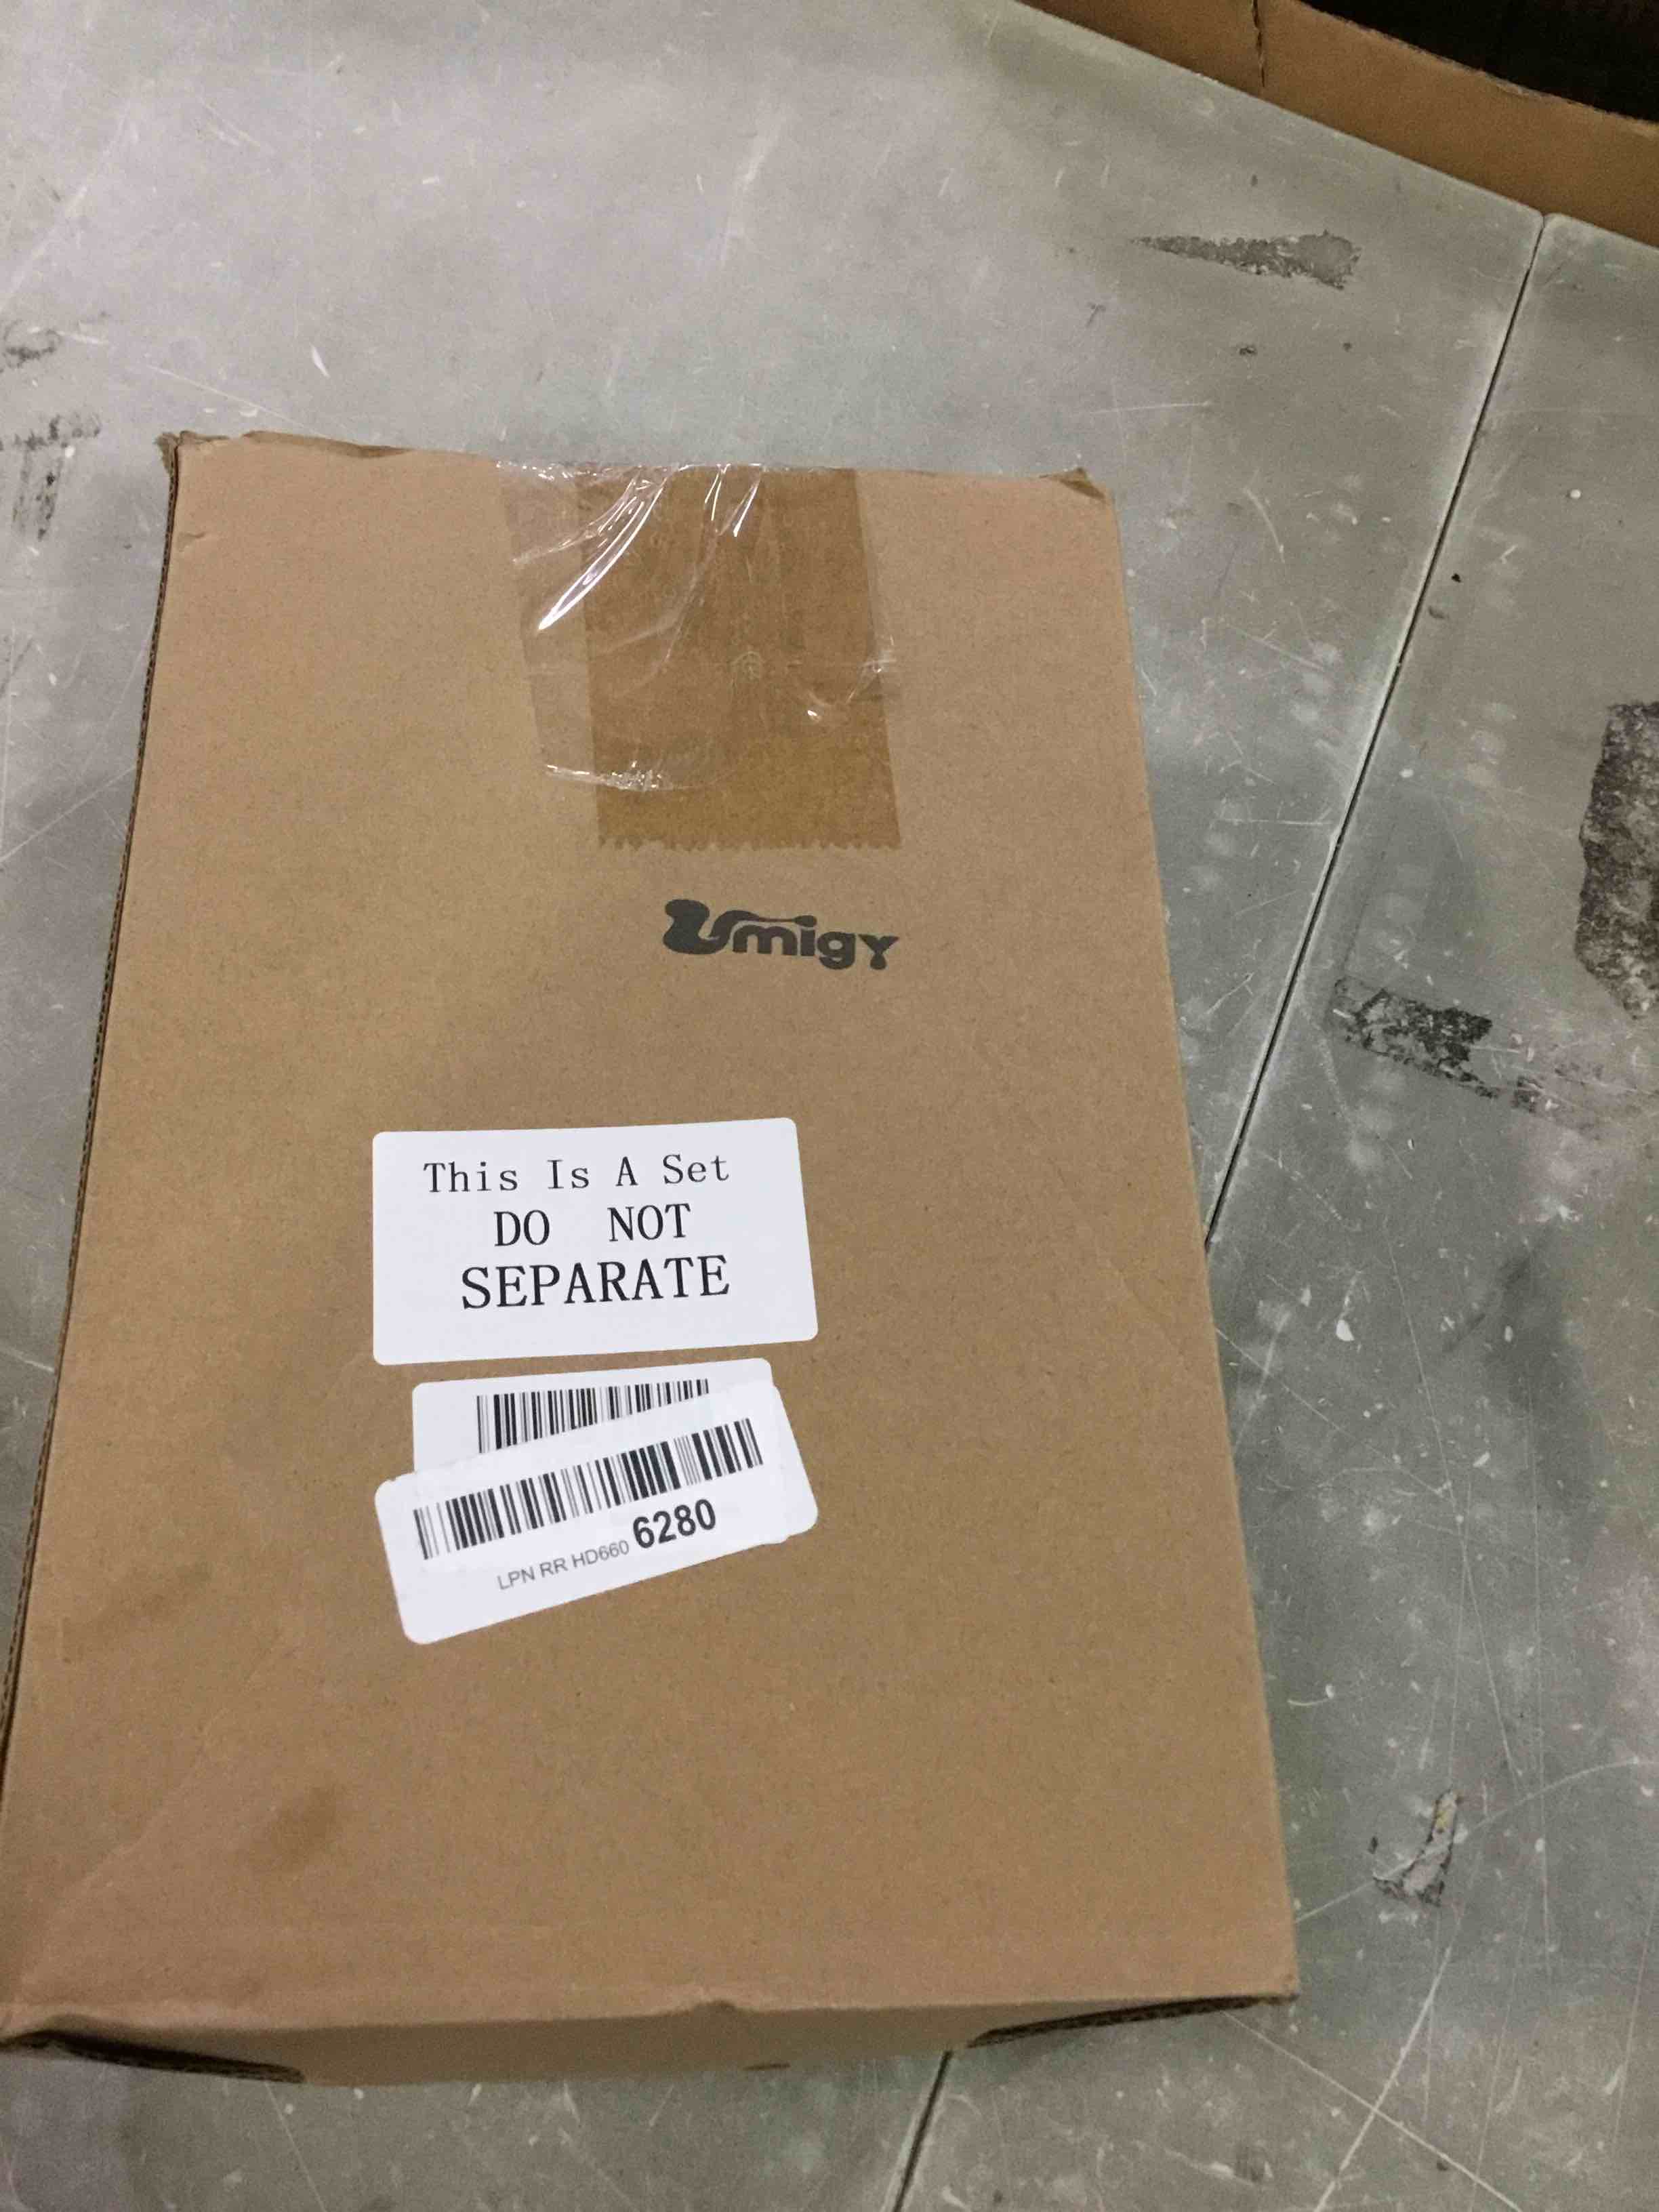 Umigy
This Is A Set
DO NOT
SEPARATE
LPN RR HD660 6280